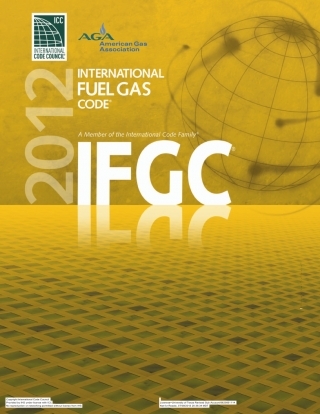 ICC
INTERNATIONAL
CODE COUNCIL®
AGA
American Gas
Association
2012
INTERNATIONAL
FUEL GAS
CODE®
A Member of the International Code Family®
IFGC®